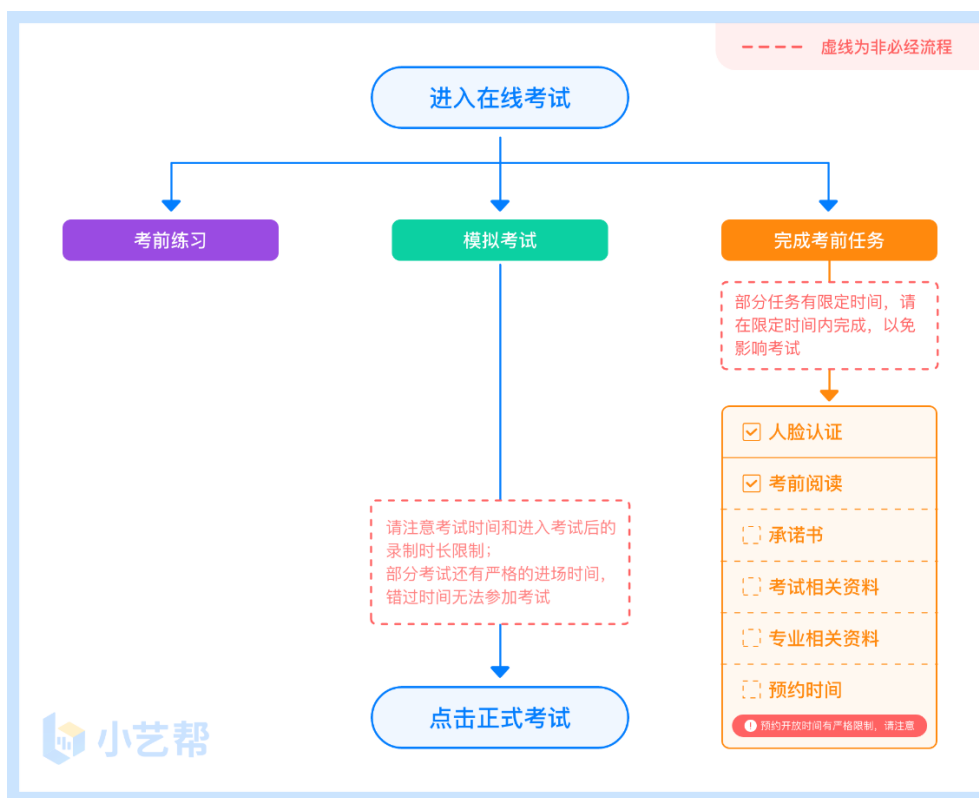 虚线为非必经流程
进入在线考试
考前练习
模拟考试
完成考前任务
部分任务有限定时间，请
在限定时间内完成，以免
影响考试
人脸认证
考前阅读
承诺书
考试相关资料
专业相关资料
预约时间
预约开放时间有严格限制，请注意
请注意考试时间和进入考试后的
录制时长限制；
部分考试还有严格的进场时间，
错过时间无法参加考试
点击正式考试
小艺帮